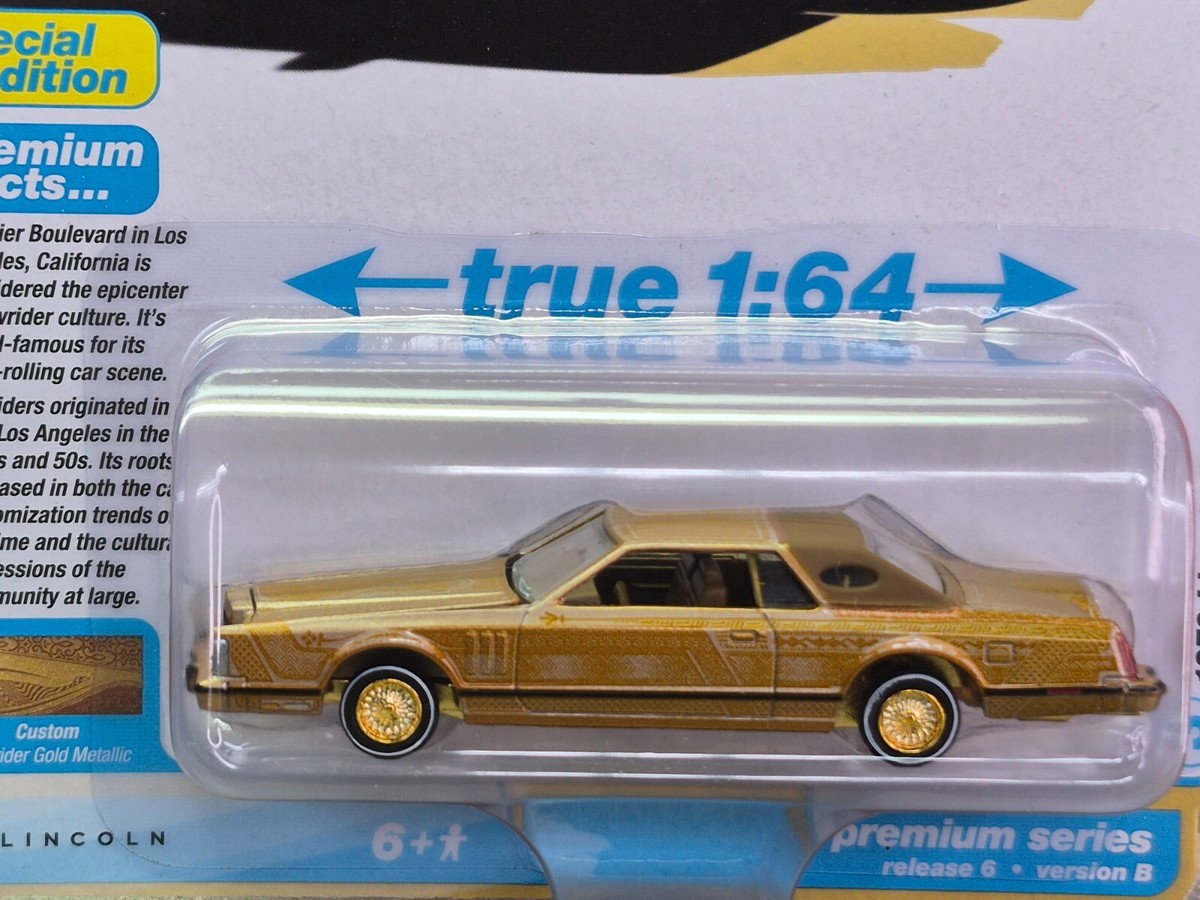 ecial
dition
emium
cts...
ier Boulevard in Los
les, California is
idered the epicenter
vrider culture. It's
l-famous for its
-rolling car scene.
iders originated in
Los Angeles in the
s and 50s. Its roots
ased in both the ca
omization trends o
ime and the cultura
essions of the
munity at large.
Custom
ider Gold Metallic
true 1:64
LINCOLN
6+
premium series
release 6 • version B